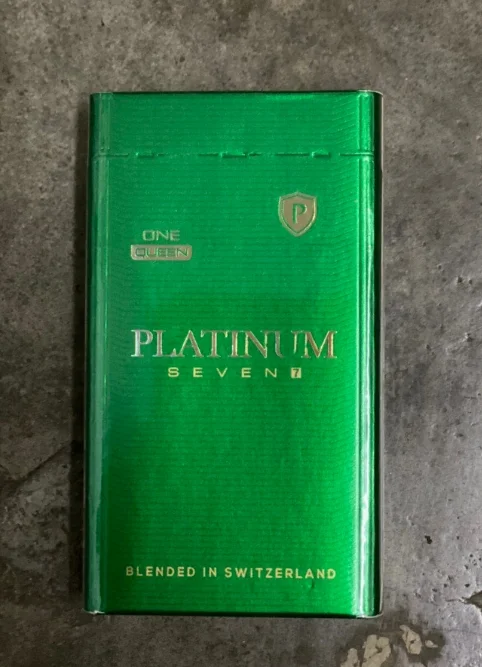 P
ONE
QUEEN
PLATINUM
SEVEN 7
BLENDED IN SWITZERLAND